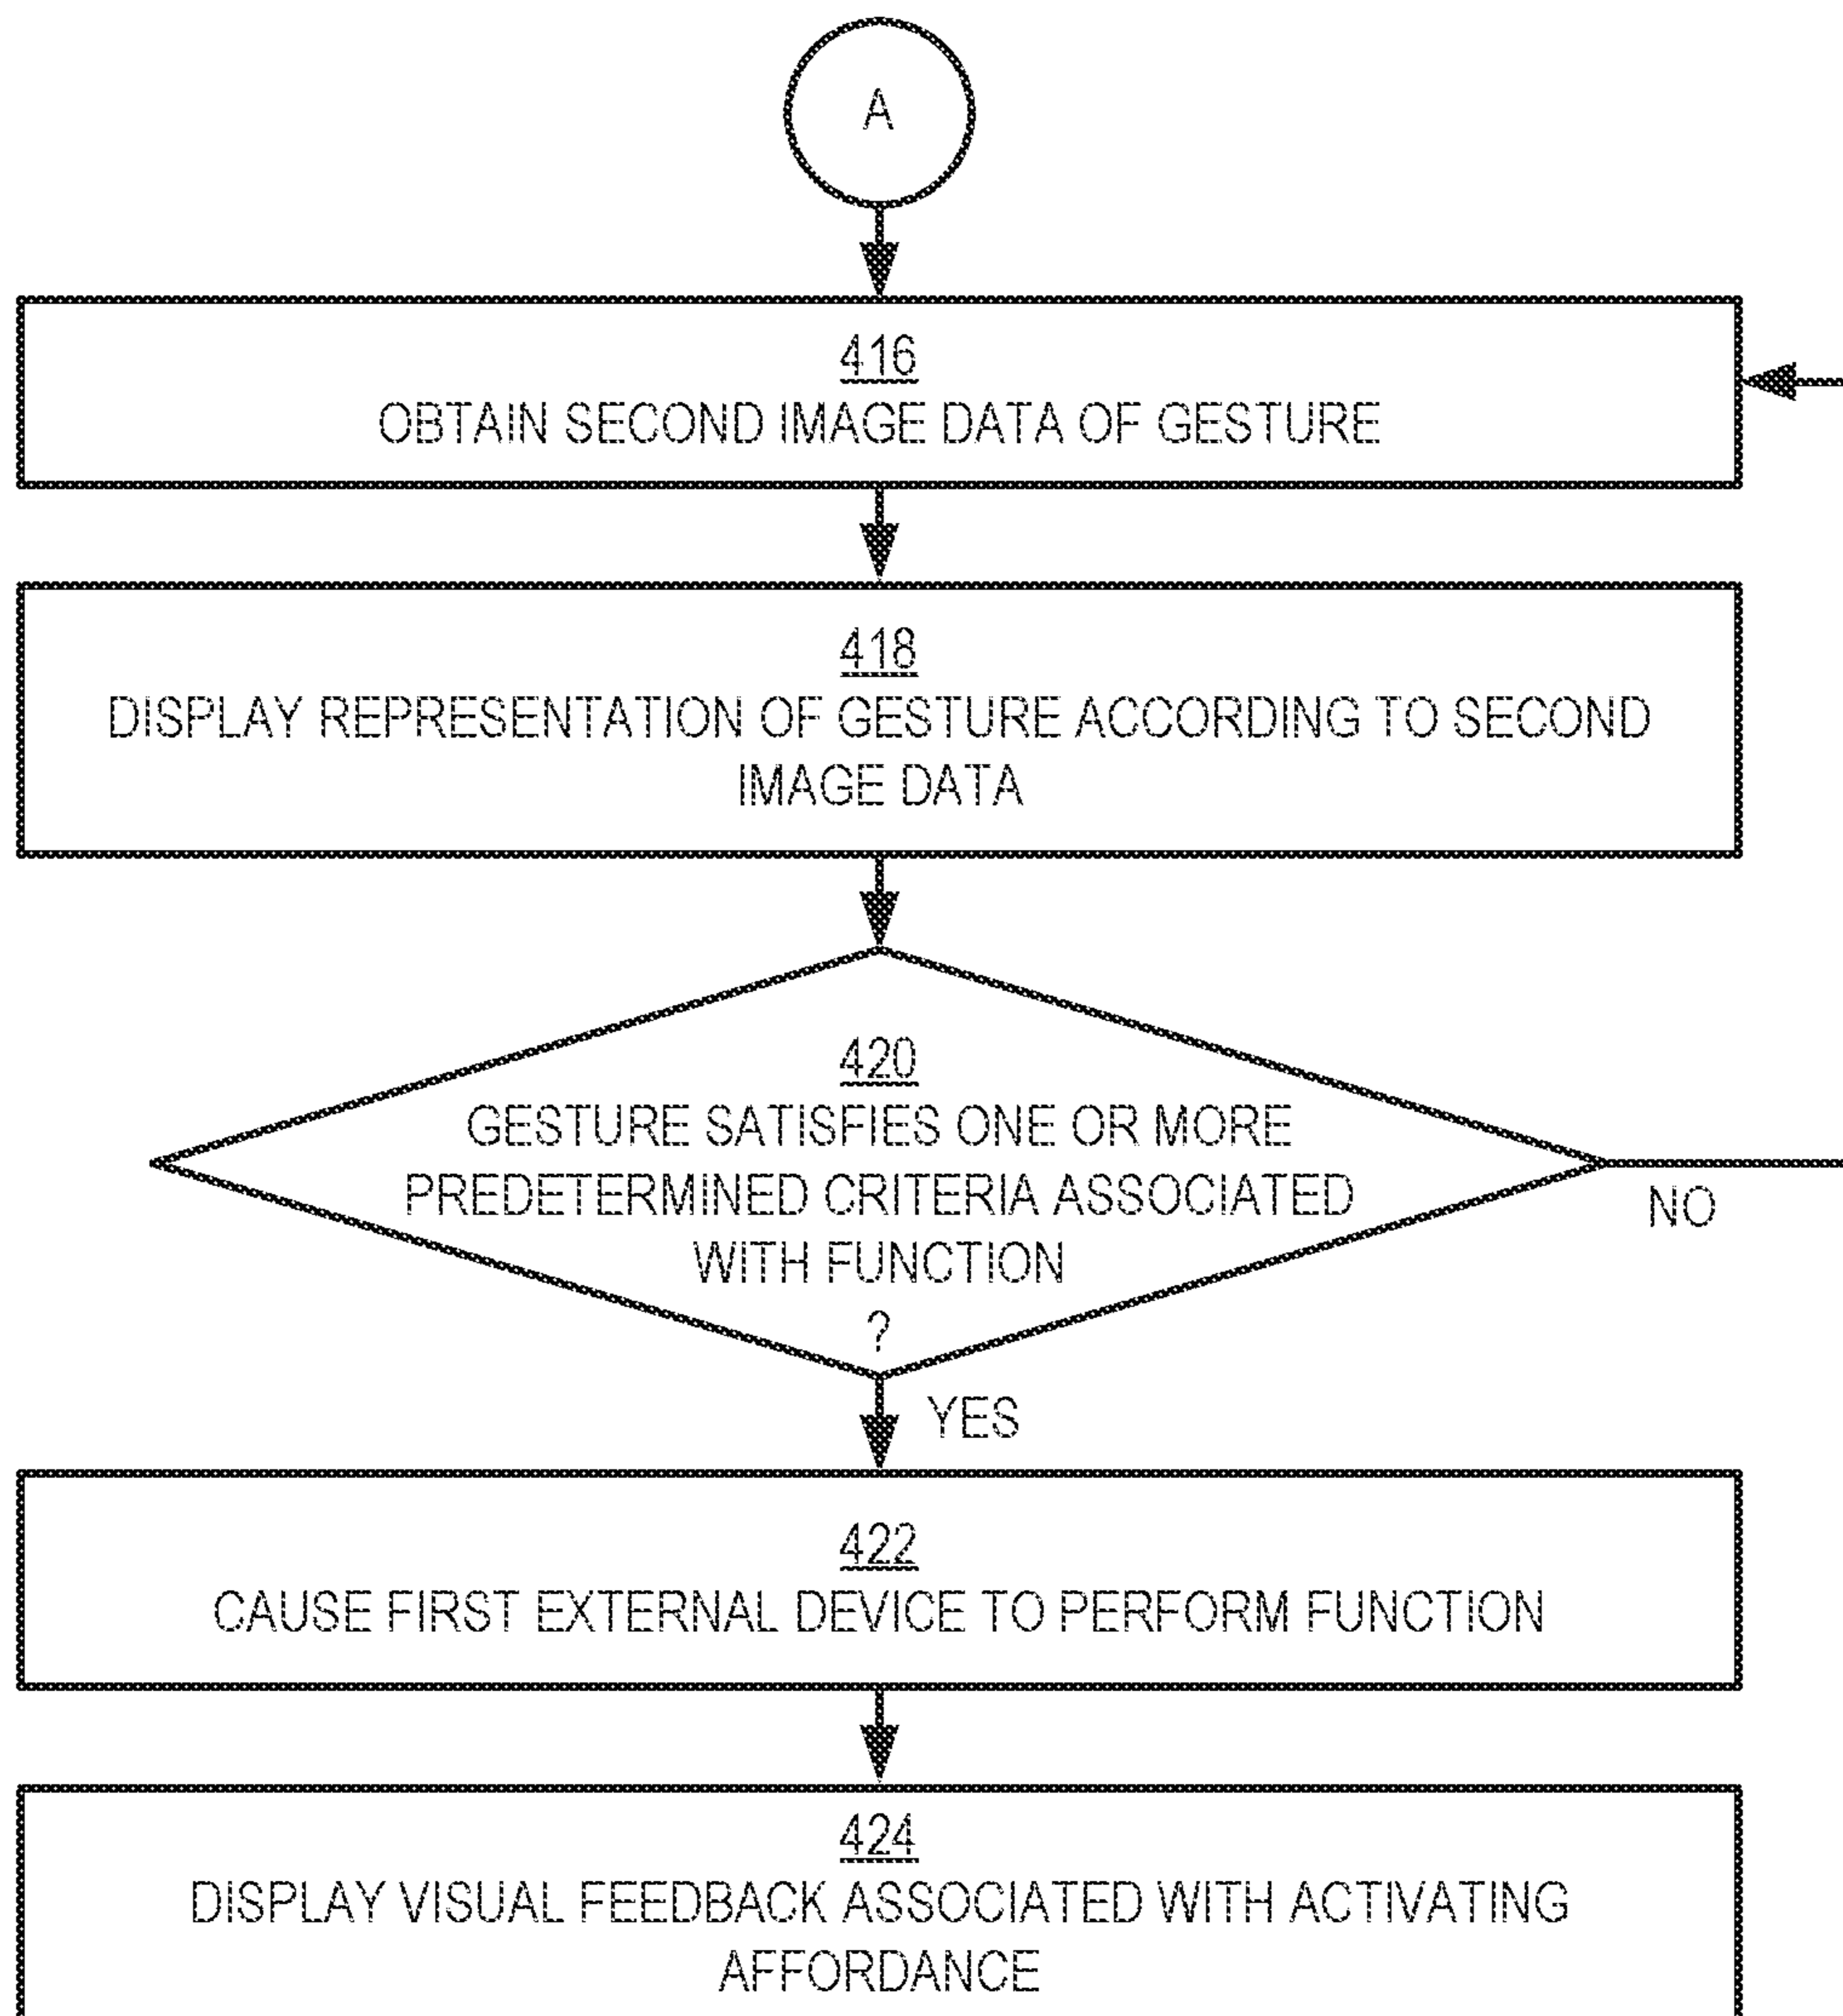 A
416
OBTAIN SECOND IMAGE DATA OF GESTURE
418
DISPLAY REPRESENTATION OF GESTURE ACCORDING TO SECOND
IMAGE DATA
420
GESTURE SATISFIES ONE OR MORE
PREDETERMINED CRITERIA ASSOCIATED
WITH FUNCTION
?
NO
YES
422
CAUSE FIRST EXTERNAL DEVICE TO PERFORM FUNCTION
424
DISPLAY VISUAL FEEDBACK ASSOCIATED WITH ACTIVATING
AFFORDANCE